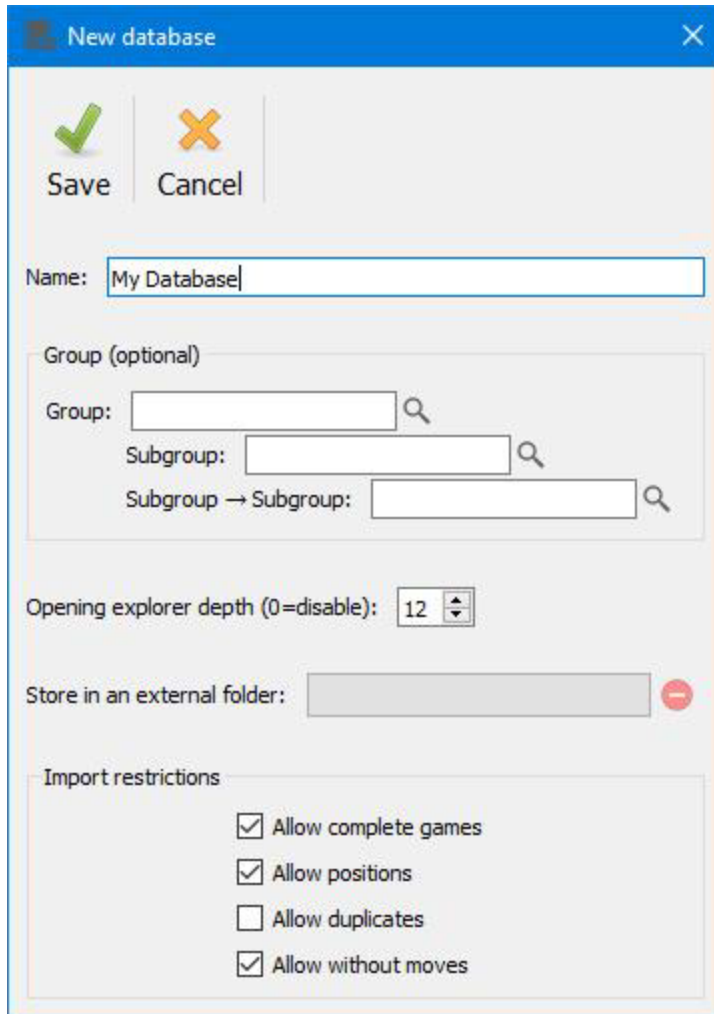 New database
Save Cancel
Name: My Database
Group (optional)
Group:
Subgroup:
Subgroup → Subgroup:
Opening explorer depth (0=disable): 12
Store in an external folder:
Import restrictions
Allow complete games
Allow positions
Allow duplicates
Allow without moves